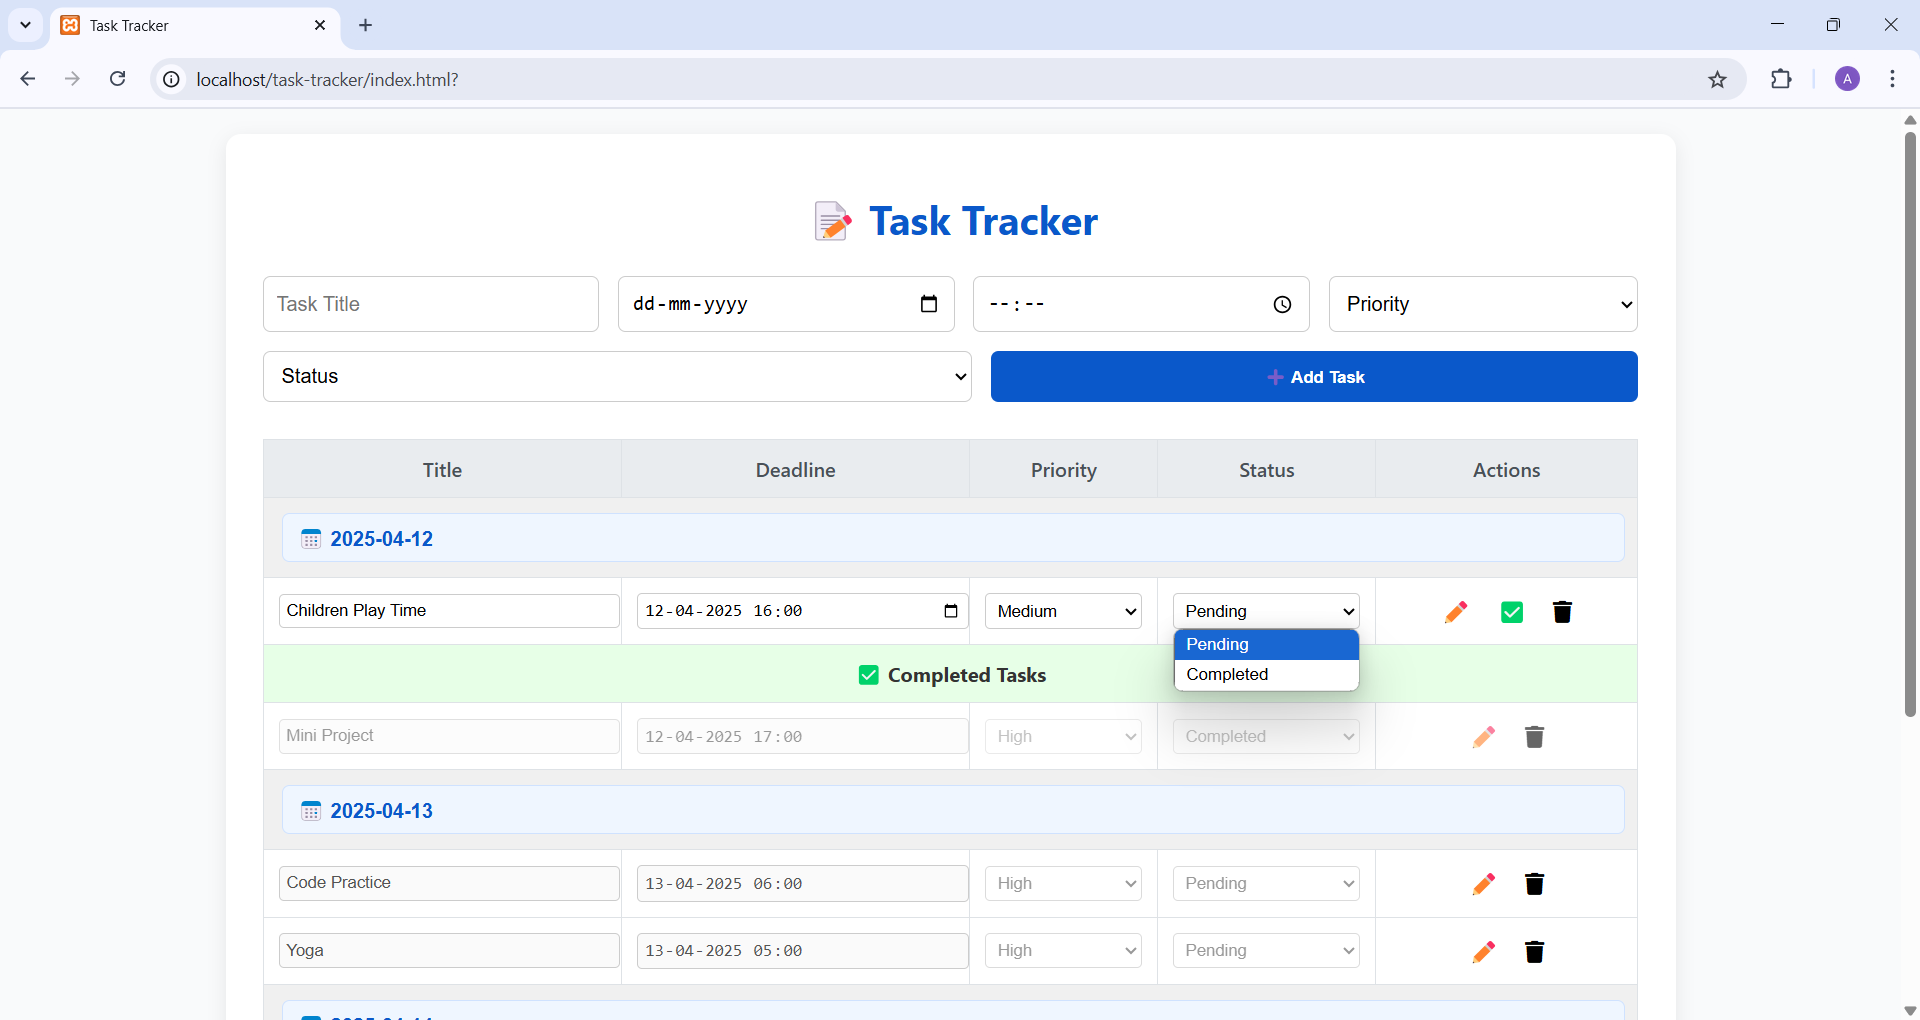 Task Tracker
localhost/task-tracker/index.html?
A
Task Tracker
Task Title
dd-mm-yyyy
--:--
Priority
Status
Add Task
Title Deadline Priority Status Actions
2025-04-12
Children Play Time 12-04-2025 16:00 Medium Pending
Pending
Completed
Completed Tasks
Mini Project 12-04-2025 17:00 High Completed
2025-04-13
Code Practice 13-04-2025 06:00 High Pending
Yoga 13-04-2025 05:00 High Pending